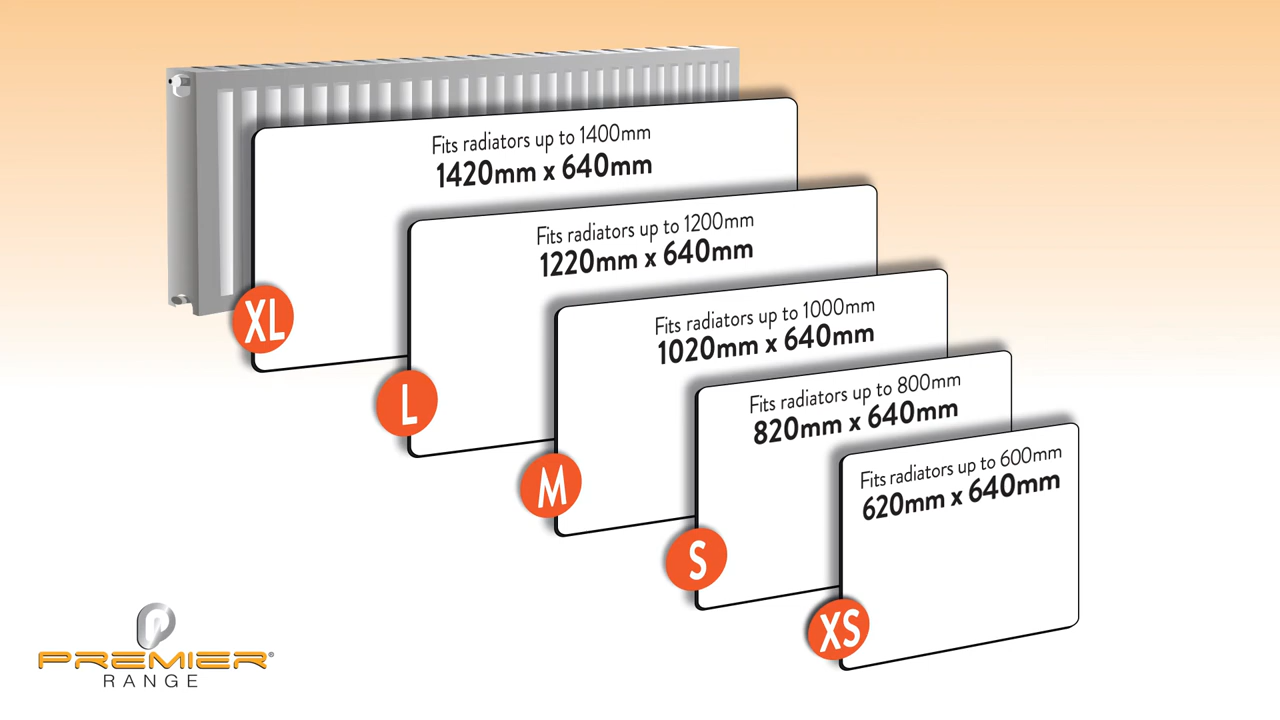 Fits radiators up to 1400mm
1420mm x 640mm
XL
Fits radiators up to 1200mm
1220mm x 640mm
L
Fits radiators up to 1000mm
1020mm x 640mm
M
Fits radiators up to 800mm
820mm x 640mm
S
Fits radiators up to 600mm
620mm x 640mm
XS
P
PREMIER®
RANGE